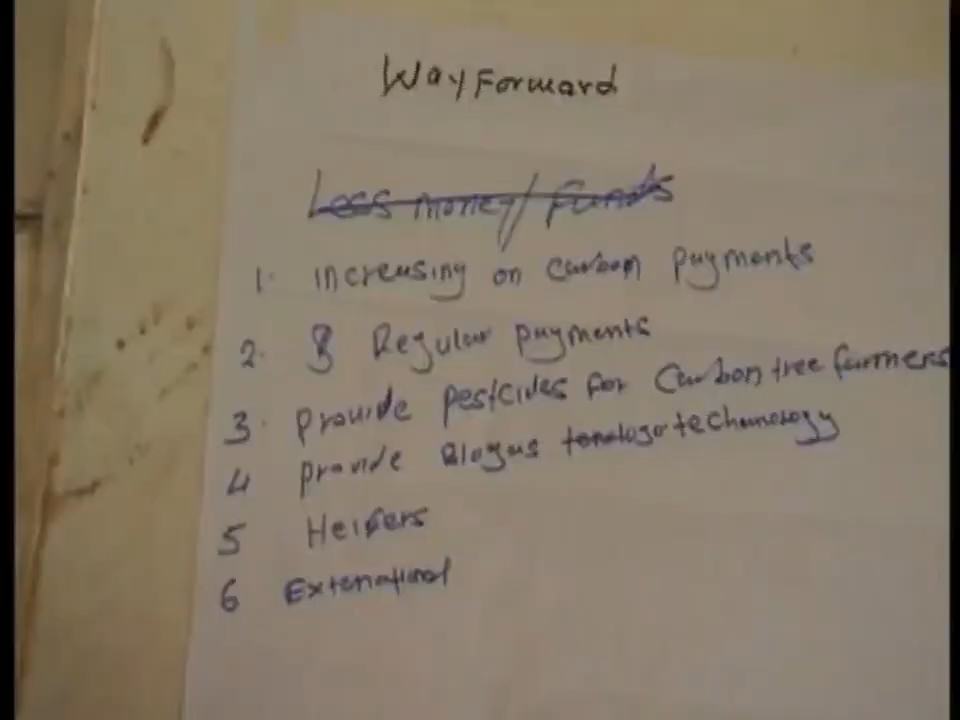 Way Forward
Less money/ funds
1. Increasing on carbon payments
2. & Regular payments
3. Provide pesticides for Carbon tree farmers
4 Provide Biogas technology
5 Heifers
6